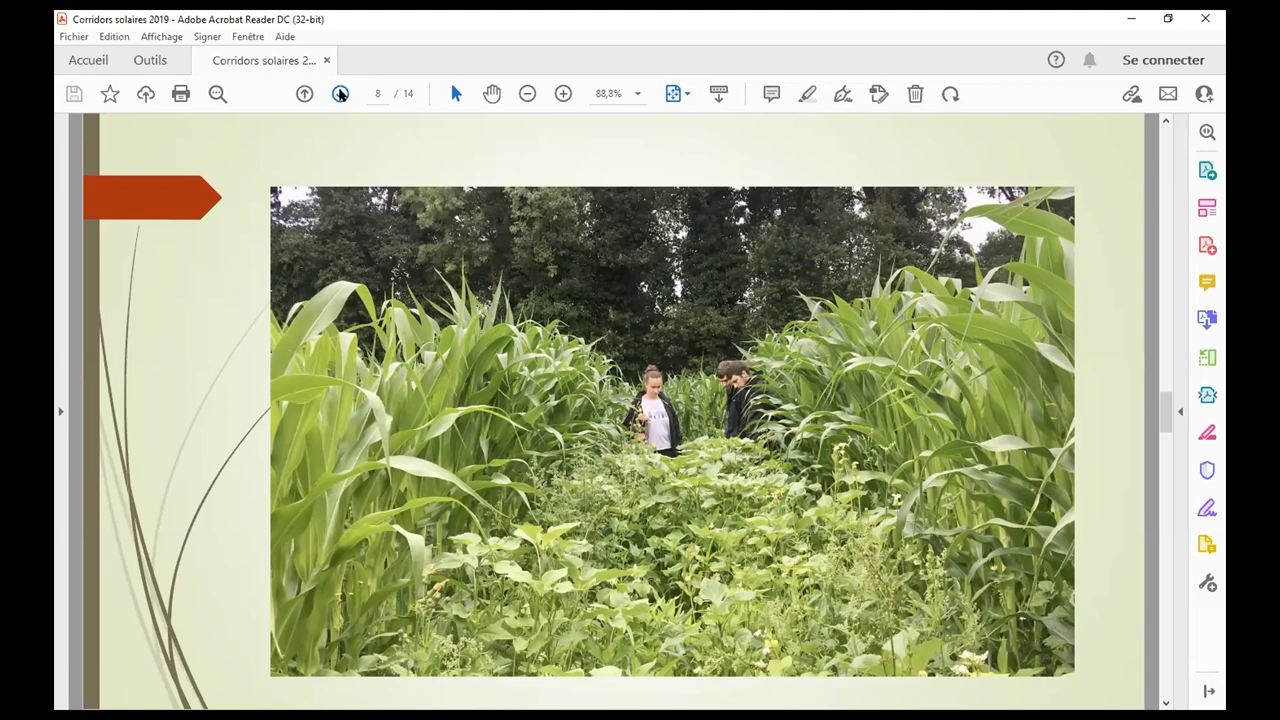 Corridors solaires 2019 - Adobe Acrobat Reader DC (32-bit)
Fichier Edition Affichage Signer Fenêtre Aide
Accueil Outils Corridors solaires 2... × Se connecter
8 / 14 88,8%